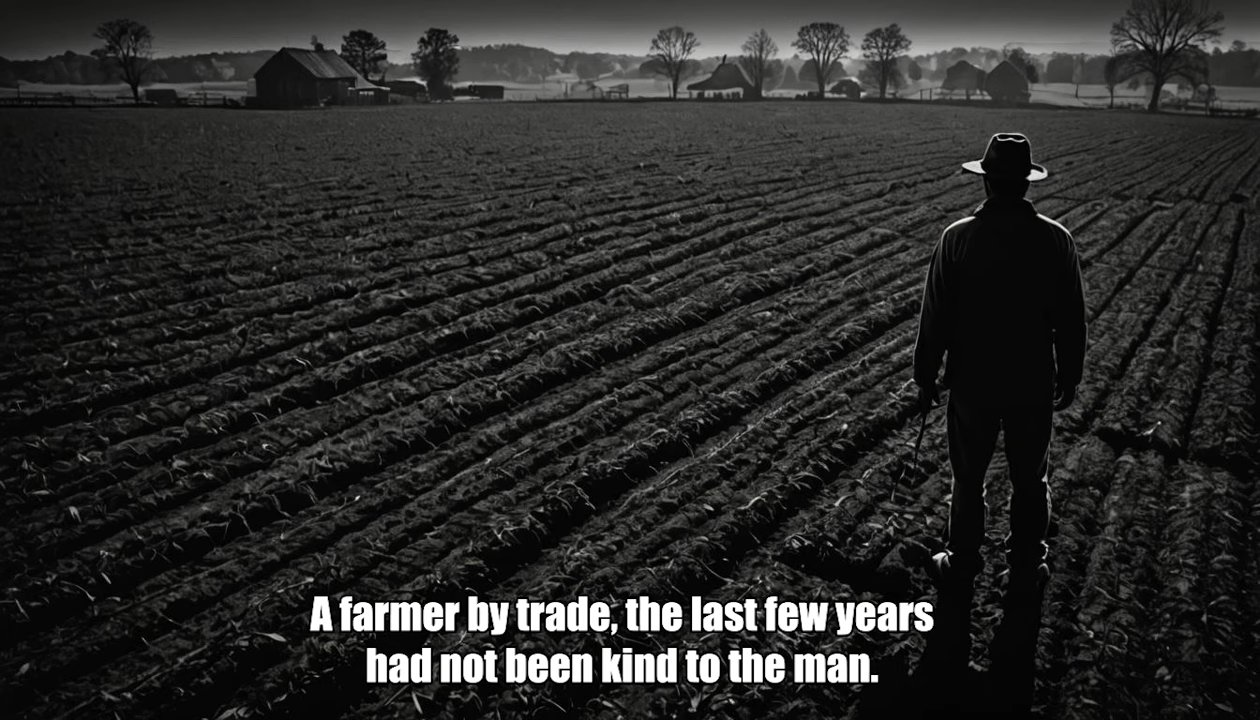 A farmer by trade, the last few years
had not been kind to the man.